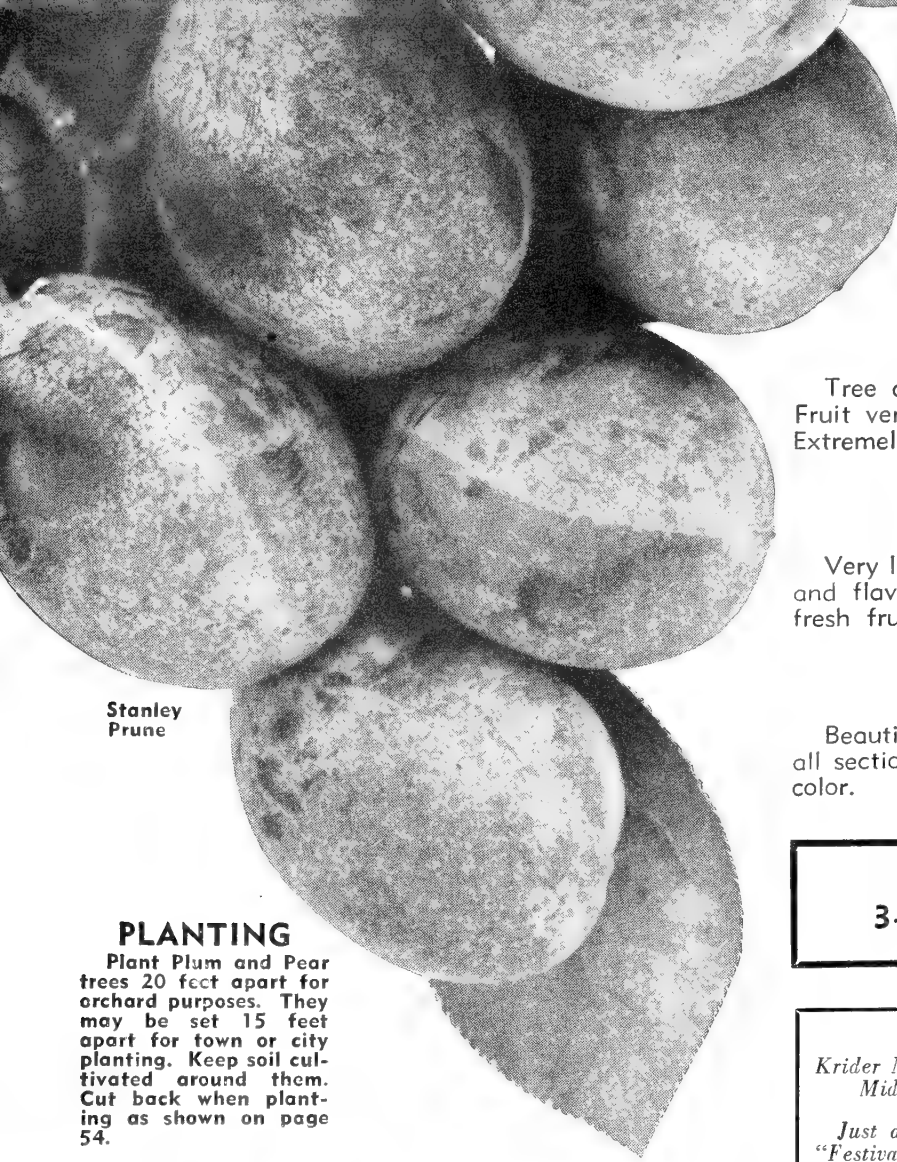 Stanley
Prune
PLANTING
Plant Plum and Pear
trees 20 feet apart for
orchard purposes. They
may be set 15 feet
apart for town or city
planting. Keep soil cul-
tivated around them.
Cut back when plant-
ing as shown on page
54.
Tree
Fruit
Extremel
Very
and flav
fresh
Beauti
all
color.
3-
Krider
Mid
Just
“Festiva